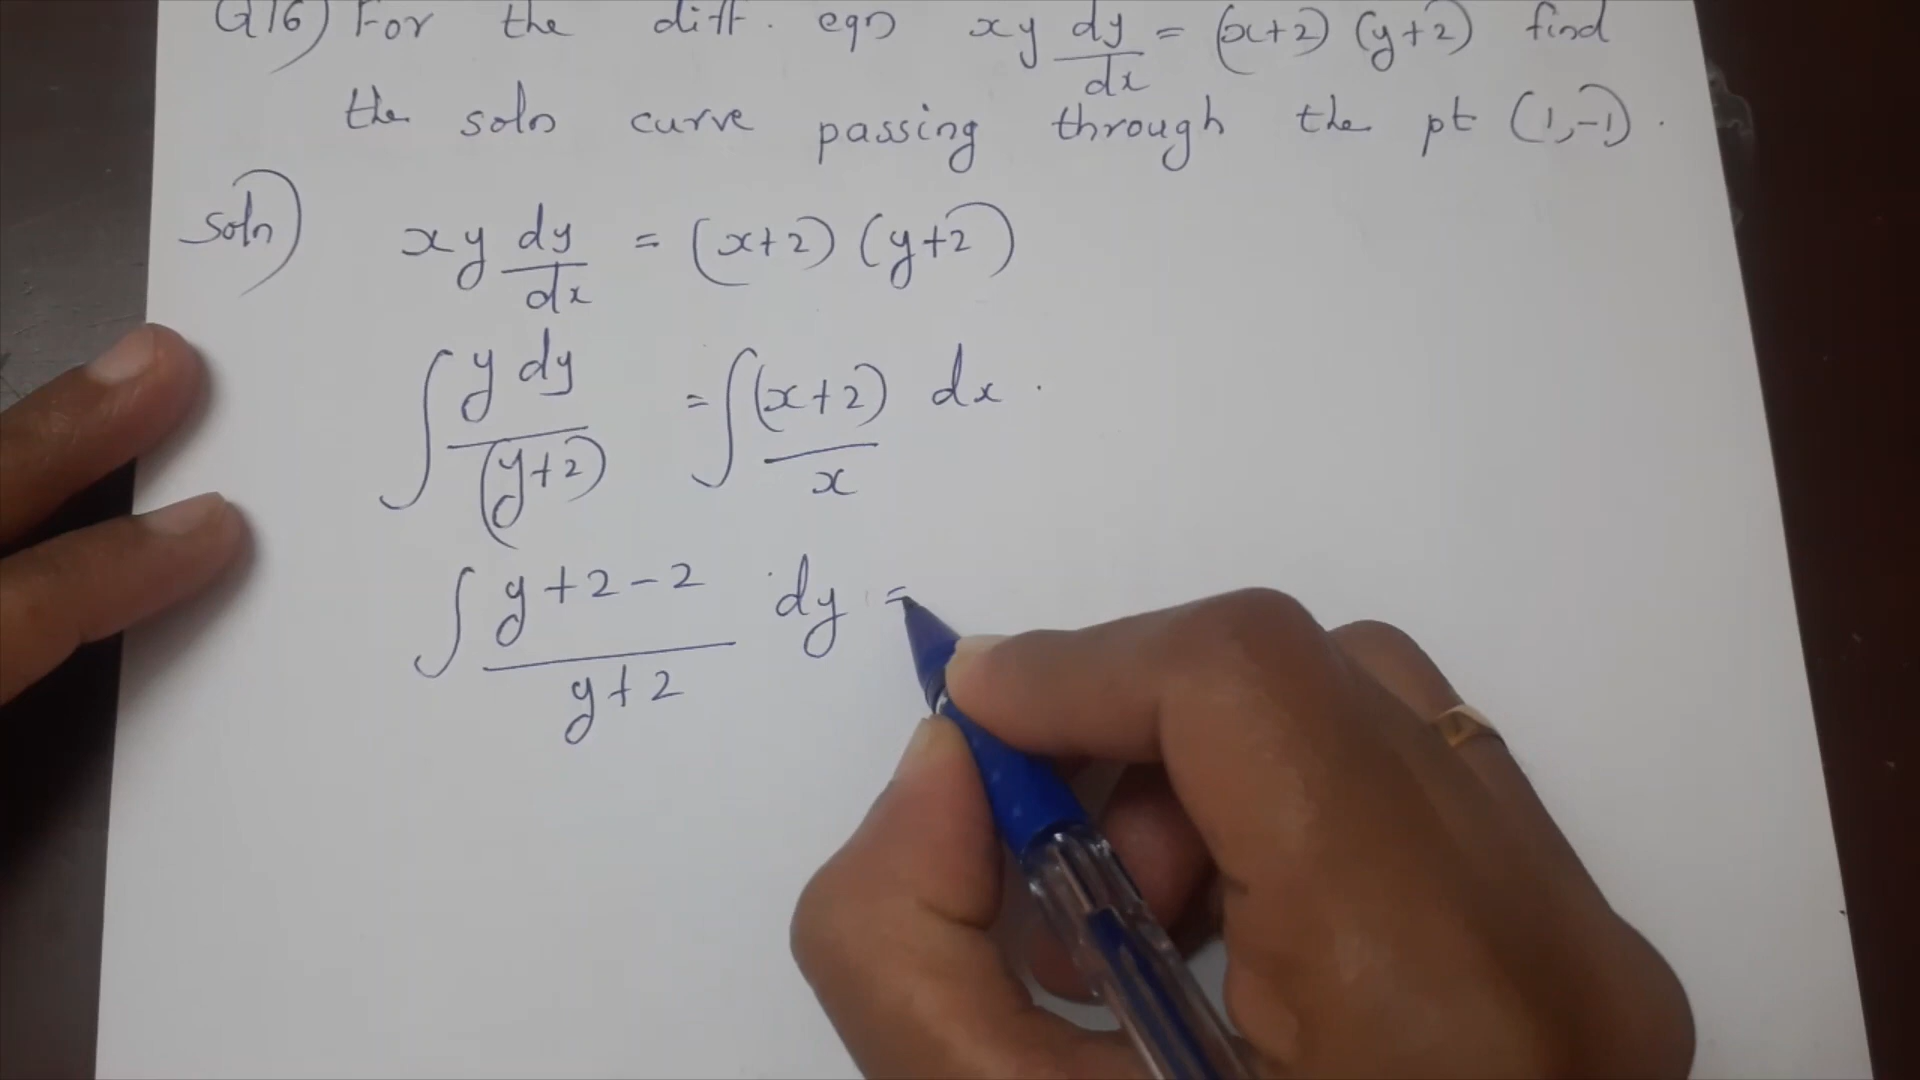 Q16) For the diff. eqn xy dy/dx = (x+2) (y+2) find
the soln curve passing through the pt (1,-1).
Soln) xy dy/dx = (x+2) (y+2)
∫ y dy/(y+2) = ∫ (x+2)/x dx.
∫ y+2-2/y+2 dy =